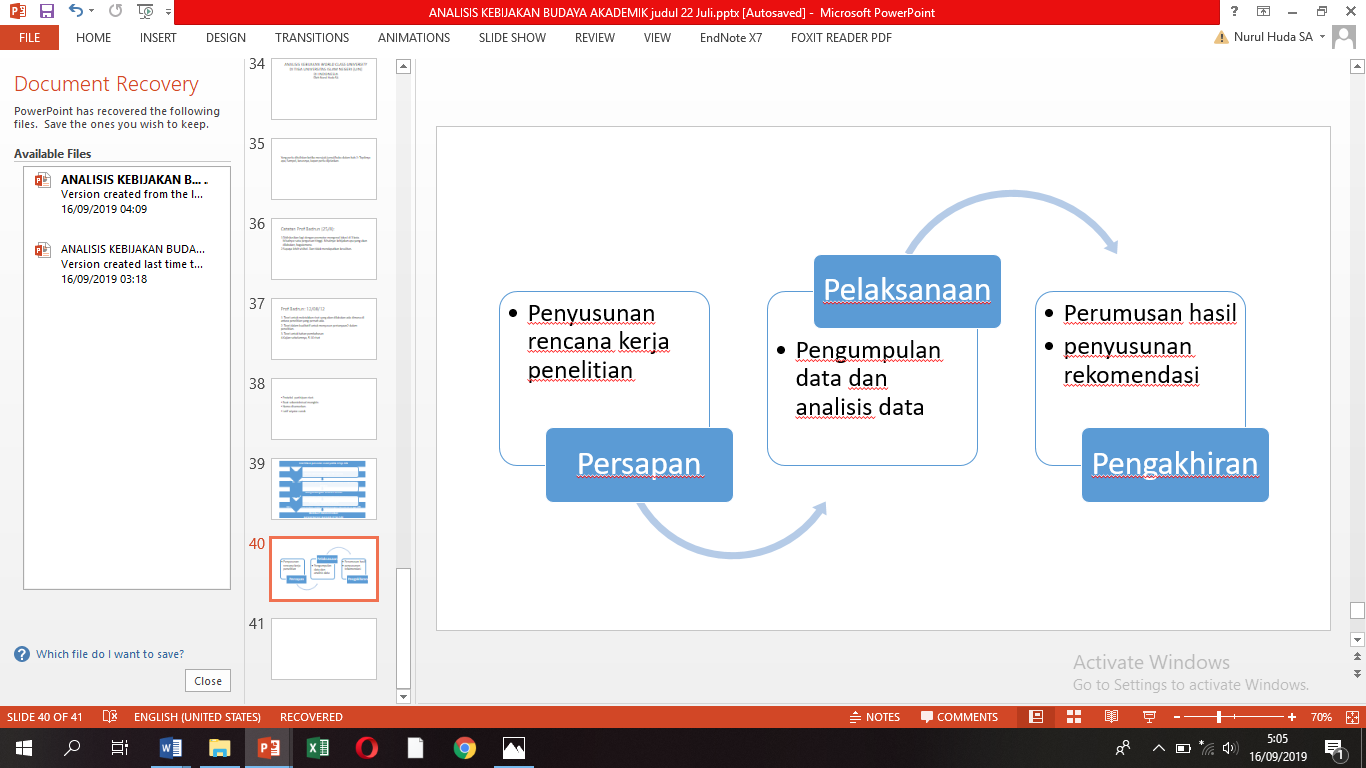 ANALISIS KEBIJAKAN BUDAYA AKADEMIK judul 22 Juli.pptx [Autosaved] - Microsoft PowerPoint
FILE HOME INSERT DESIGN TRANSITIONS ANIMATIONS SLIDE SHOW REVIEW VIEW EndNote X7 FOXIT READER PDF Nurul Huda SA
Document Recovery
PowerPoint has recovered the following
files. Save the ones you wish to keep.
Available Files
ANALISIS KEBIJAKAN B... .
Version created from the l...
16/09/2019 04:09
ANALISIS KEBIJAKAN BUDA...
Version created last time t...
16/09/2019 03:18
Which file do I want to save?
Close
34
35
36
37
38
39
40
41
Persapan
• Penyusunan
rencana kerja
penelitian
Pelaksanaan
• Pengumpulan
data dan
analisis data
Pengakhiran
• Perumusan hasil
• penyusunan
rekomendasi
Activate Windows
Go to Settings to activate Windows.
SLIDE 40 OF 41 ENGLISH (UNITED STATES) RECOVERED NOTES COMMENTS 70%
5:05
16/09/2019
1